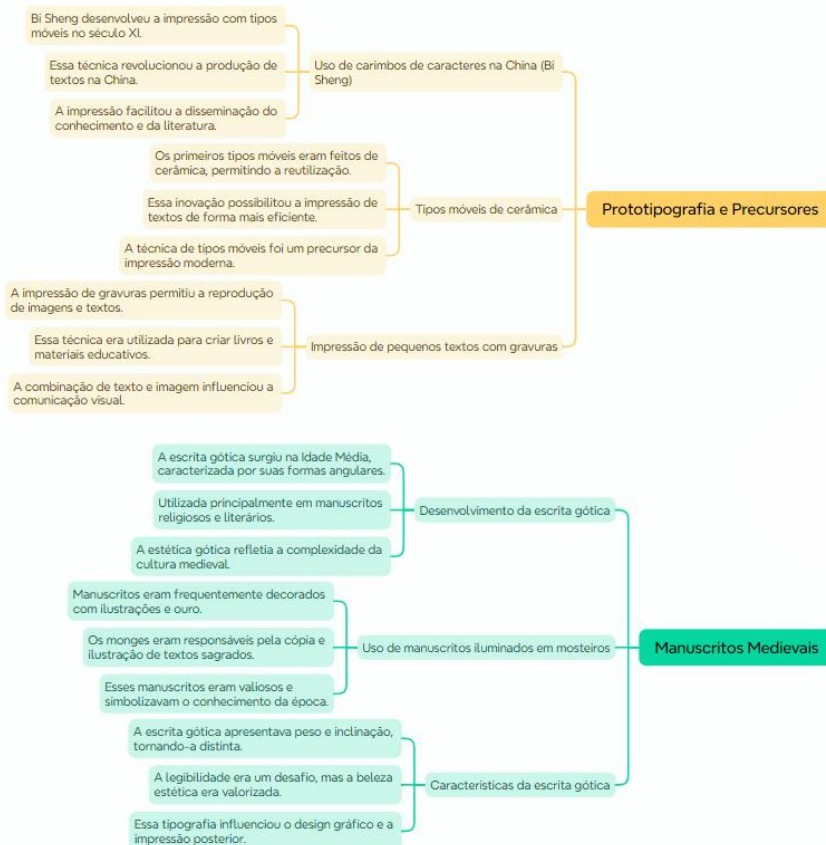 Bi Sheng desenvolveu a impressão com tipos
móveis no século XI.
Essa técnica revolucionou a produção de
textos na China.
A impressão facilitou a disseminação do
conhecimento e da literatura.
Uso de carimbos de caracteres na China (Bi
Sheng)
Os primeiros tipos móveis eram feitos de
cerâmica, permitindo a reutilização.
Essa inovação possibilitou a impressão de
textos de forma mais eficiente.
A técnica de tipos móveis foi um precursor da
impressão moderna.
Tipos móveis de cerâmica
A impressão de gravuras permitiu a reprodução
de imagens e textos.
Essa técnica era utilizada para criar livros e
materiais educativos.
A combinação de texto e imagem influenciou a
comunicação visual.
Impressão de pequenos textos com gravuras
Prototipografia e Precursores
A escrita gótica surgiu na Idade Média,
caracterizada por suas formas angulares.
Utilizada principalmente em manuscritos
religiosos e literários.
A estética gótica refletia a complexidade da
cultura medieval.
Desenvolvimento da escrita gótica
Manuscritos eram frequentemente decorados
com ilustrações e ouro.
Os monges eram responsáveis pela cópia e
ilustração de textos sagrados.
Esses manuscritos eram valiosos e
simbolizavam o conhecimento da época.
Uso de manuscritos iluminados em mosteiros
A escrita gótica apresentava peso e inclinação,
tornando-a distinta.
A legibilidade era um desafio, mas a beleza
estética era valorizada.
Essa tipografia influenciou o design gráfico e a
impressão posterior.
Características da escrita gótica
Manuscritos Medievais